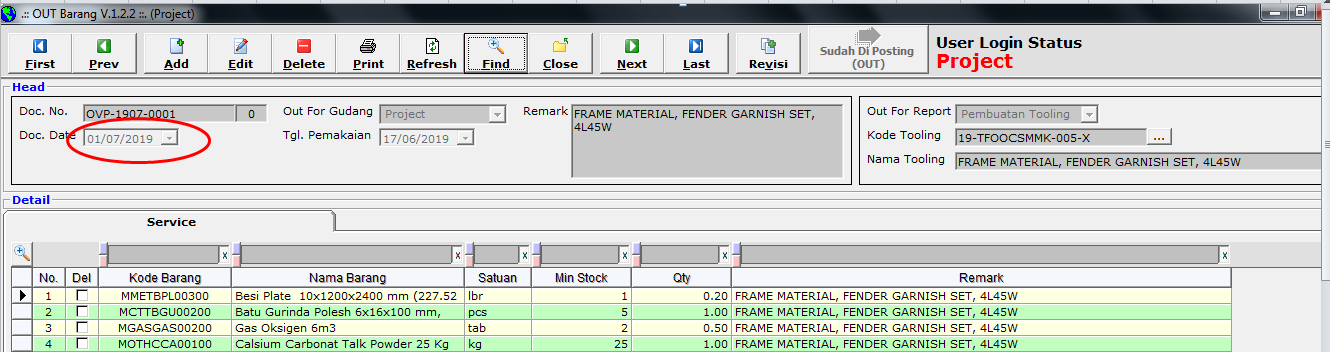 .:: OUT Barang V.1.2.2 ::. (Project)
First Prev Add Edit Delete Print Refresh Find Close Next Last Revisi Sudah Di Posting (OUT)
User Login Status
Project
Head
Doc. No. OVP-1907-0001 0 Out For Gudang Project Remark FRAME MATERIAL, FENDER GARNISH SET, 4L45W Out For Report Pembuatan Tooling
Doc. Date 01/07/2019 Tgl. Pemakaian 17/06/2019 Kode Tooling 19-TFOOCSMMK-005-X ...
Nama Tooling FRAME MATERIAL, FENDER GARNISH SET, 4L45W
Detail
Service
x x x x x x
No. Del Kode Barang Nama Barang Satuan Min Stock Qty Remark
1 MMETBPL00300 Besi Plate 10x1200x2400 mm (227.52 lbr 1 0.20 FRAME MATERIAL, FENDER GARNISH SET, 4L45W
2 MCTTBGU00200 Batu Gurinda Polesh 6x16x100 mm, pcs 5 1.00 FRAME MATERIAL, FENDER GARNISH SET, 4L45W
3 MGASGAS00200 Gas Oksigen 6m3 tab 2 0.50 FRAME MATERIAL, FENDER GARNISH SET, 4L45W
4 MOTHCCA00100 Calsium Carbonat Talk Powder 25 Kg kg 25 1.00 FRAME MATERIAL, FENDER GARNISH SET, 4L45W